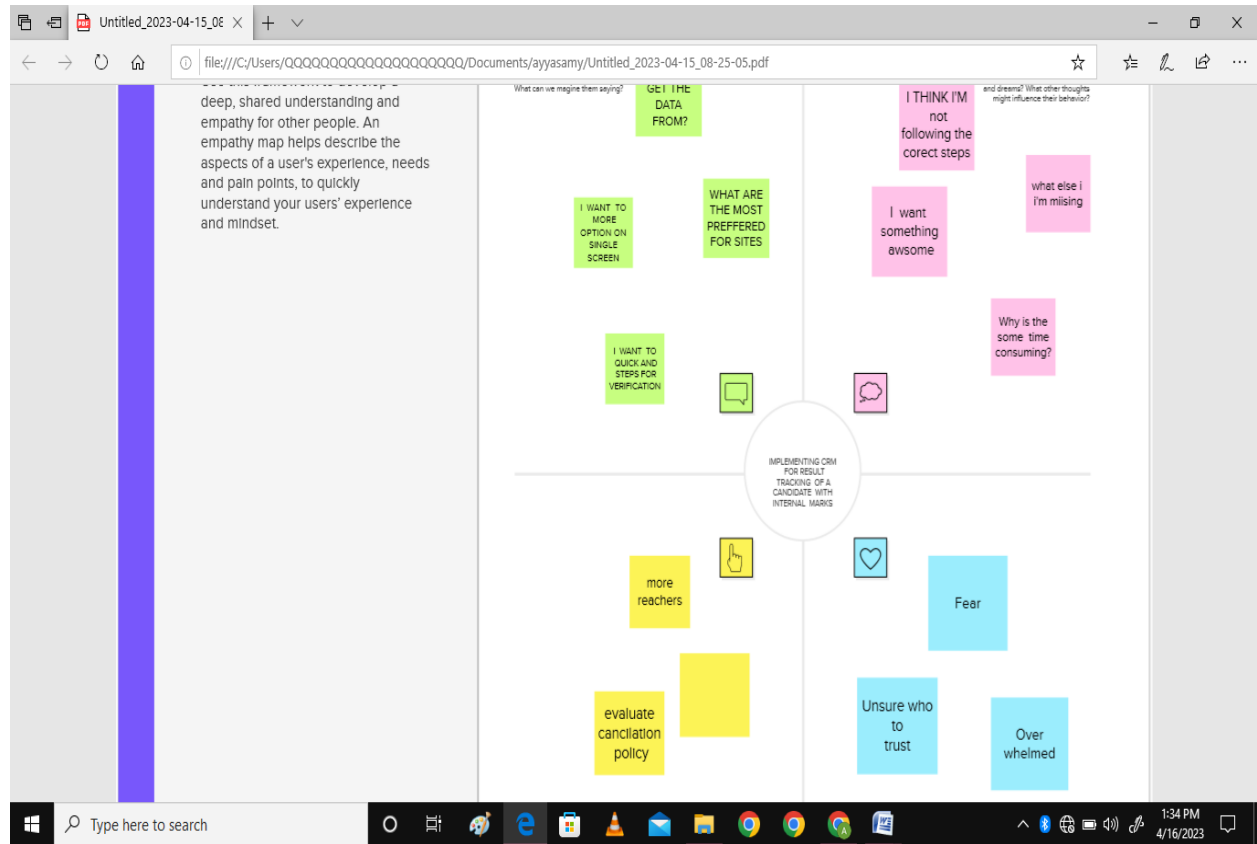 Untitled_2023-04-15_08
file:///C:/Users/QQQQQQQQQQQQQQQQQQQQ/Documents/ayyasamy/Untitled_2023-04-15_08-25-05.pdf
deep, shared understanding and
empathy for other people. An
empathy map helps describe the
aspects of a user's experience, needs
and pain points, to quickly
understand your users' experience
and mindset.
What can we magine them saying?
GET THE
DATA
FROM?
I WANT TO
MORE
OPTION ON
SINGLE
SCREEN
WHAT ARE
THE MOST
PREFFERED
FOR SITES
I WANT TO
QUICK AND
STEPS FOR
VERIFICATION
and dreams? What other thoughts
might influence their behavior?
I THINK I'M
not
following the
corect steps
what else i
i'm miising
I want
something
awsome
Why is the
some time
consuming?
IMPLEMENTING CRM
FOR RESULT
TRACKING OF A
CANDIDATE WITH
INTERNAL MARKS
more
reachers
evaluate
cancilation
policy
Fear
Unsure who
to
trust
Over
whelmed
Type here to search
1:34 PM
4/16/2023